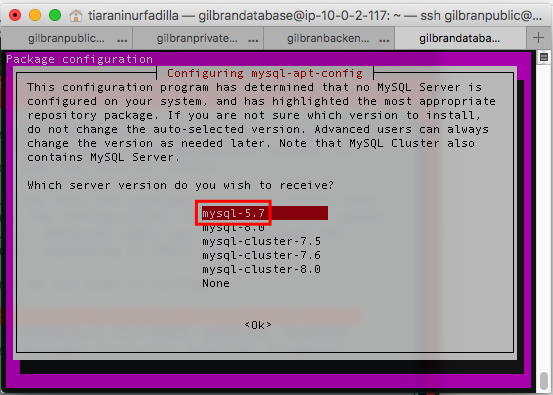 tiaraninurfadilla — gilbrandatabase@ip-10-0-2-117: ~ — ssh gilbranpublic@...
gilbranpublic... ... gilbranprivate... ... gilbranbacken... ... gilbrandataba... ...
Package configuration
Configuring mysql-apt-config
This configuration program has determined that no MySQL Server is
configured on your system, and has highlighted the most appropriate
repository package. If you are not sure which version to install,
do not change the auto-selected version. Advanced users can always
change the version as needed later. Note that MySQL Cluster also
contains MySQL Server.
Which server version do you wish to receive?
mysql-5.7
mysql-8.0
mysql-cluster-7.5
mysql-cluster-7.6
mysql-cluster-8.0
None
<Ok>